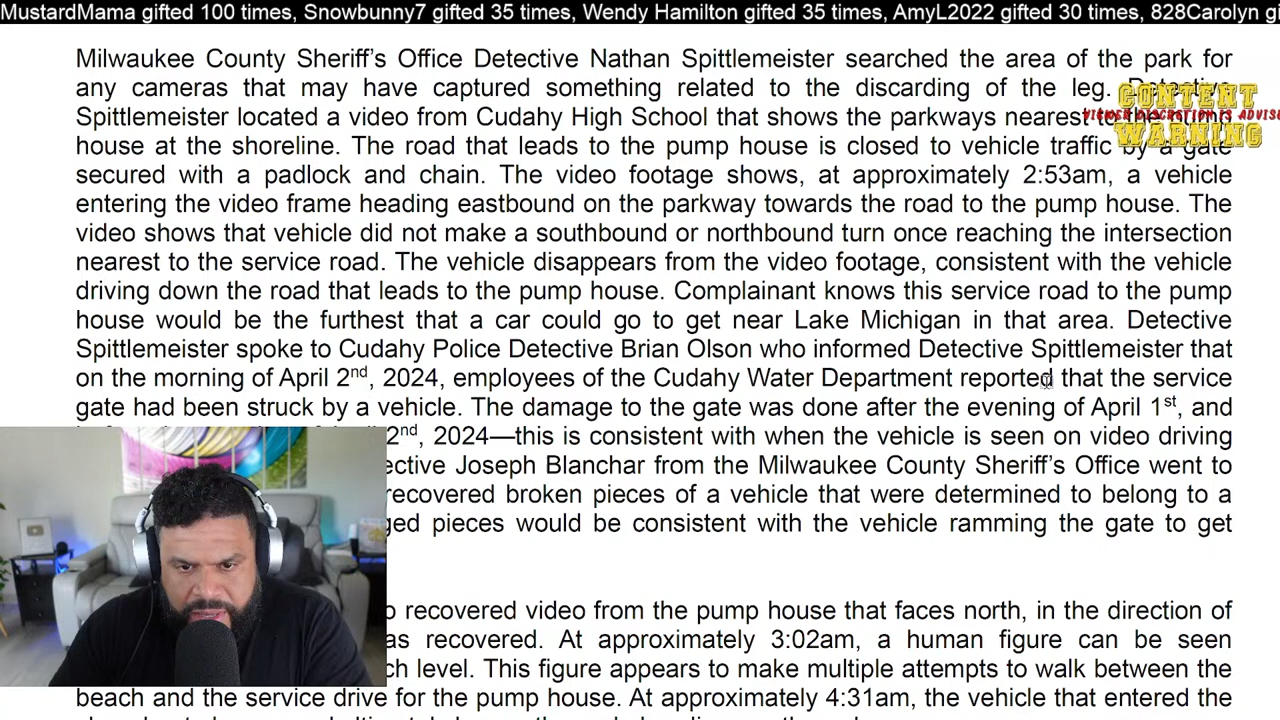 MustardMama gifted 100 times, Snowbunny7 gifted 35 times, Wendy Hamilton gifted 35 times, AmyL2022 gifted 30 times, 828Carolyn gi
Milwaukee County Sheriff's Office Detective Nathan Spittlemeister searched the area of the park for
any cameras that may have captured something related to the discarding of the leg. Detective
CONTENT
Spittlemeister located a video from Cudahy High School that shows the parkways nearest to the pump
VIEWER DISCRETION IS ADVISE
WARNING
house at the shoreline. The road that leads to the pump house is closed to vehicle traffic by a gate
secured with a padlock and chain. The video footage shows, at approximately 2:53am, a vehicle
entering the video frame heading eastbound on the parkway towards the road to the pump house. The
video shows that vehicle did not make a southbound or northbound turn once reaching the intersection
nearest to the service road. The vehicle disappears from the video footage, consistent with the vehicle
driving down the road that leads to the pump house. Complainant knows this service road to the pump
house would be the furthest that a car could go to get near Lake Michigan in that area. Detective
Spittlemeister spoke to Cudahy Police Detective Brian Olson who informed Detective Spittlemeister that
on the morning of April 2nd, 2024, employees of the Cudahy Water Department reported that the service
gate had been struck by a vehicle. The damage to the gate was done after the evening of April 1st, and
2nd, 2024—this is consistent with when the vehicle is seen on video driving
ective Joseph Blanchar from the Milwaukee County Sheriff's Office went to
recovered broken pieces of a vehicle that were determined to belong to a
ged pieces would be consistent with the vehicle ramming the gate to get
o recovered video from the pump house that faces north, in the direction of
as recovered. At approximately 3:02am, a human figure can be seen
ch level. This figure appears to make multiple attempts to walk between the
beach and the service drive for the pump house. At approximately 4:31am, the vehicle that entered the